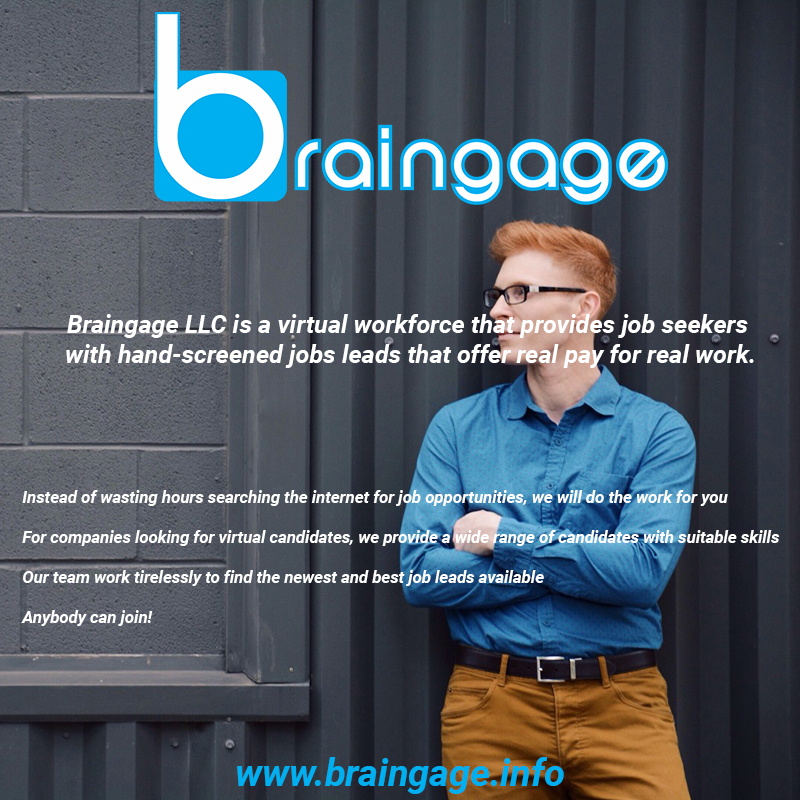 braingage
Braingage LLC is a virtual workforce that provides job seekers
with hand-screened jobs leads that offer real pay for real work.
Instead of wasting hours searching the internet for job opportunities, we will do the work for you
For companies looking for virtual candidates, we provide a wide range of candidates with suitable skills
Our team work tirelessly to find the newest and best job leads available
Anybody can join!
www.braingage.info